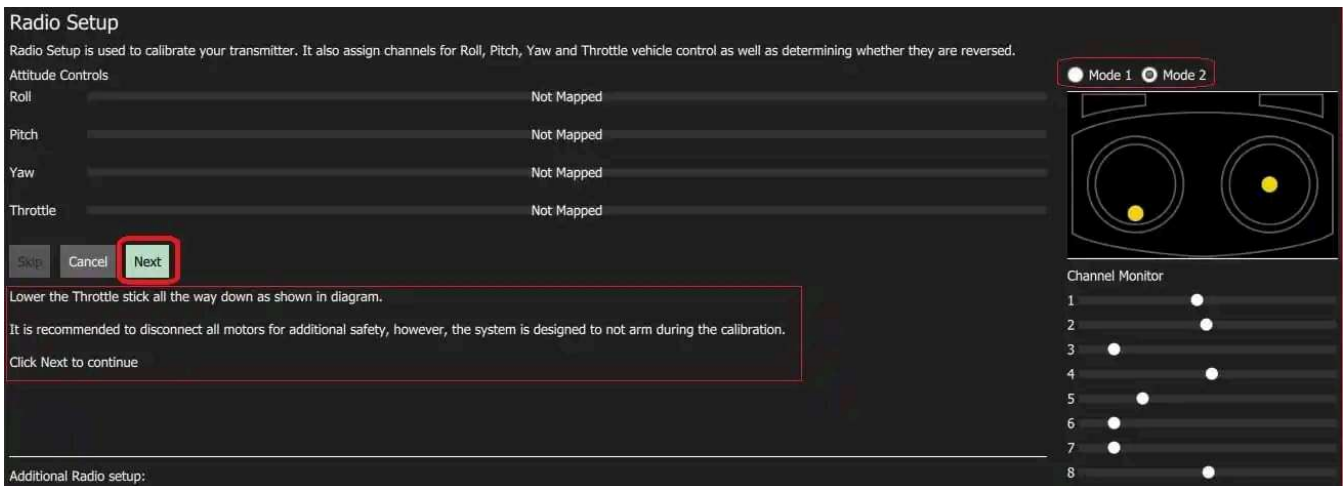 Radio Setup
Radio Setup is used to calibrate your transmitter. It also assign channels for Roll, Pitch, Yaw and Throttle vehicle control as well as determining whether they are reversed.
Attitude Controls
Roll Not Mapped
Pitch Not Mapped
Yaw Not Mapped
Throttle Not Mapped
Skip Cancel Next
Lower the Throttle stick all the way down as shown in diagram.
It is recommended to disconnect all motors for additional safety, however, the system is designed to not arm during the calibration.
Click Next to continue
Additional Radio setup:
Mode 1 Mode 2
Channel Monitor
1
2
3
4
5
6
7
8